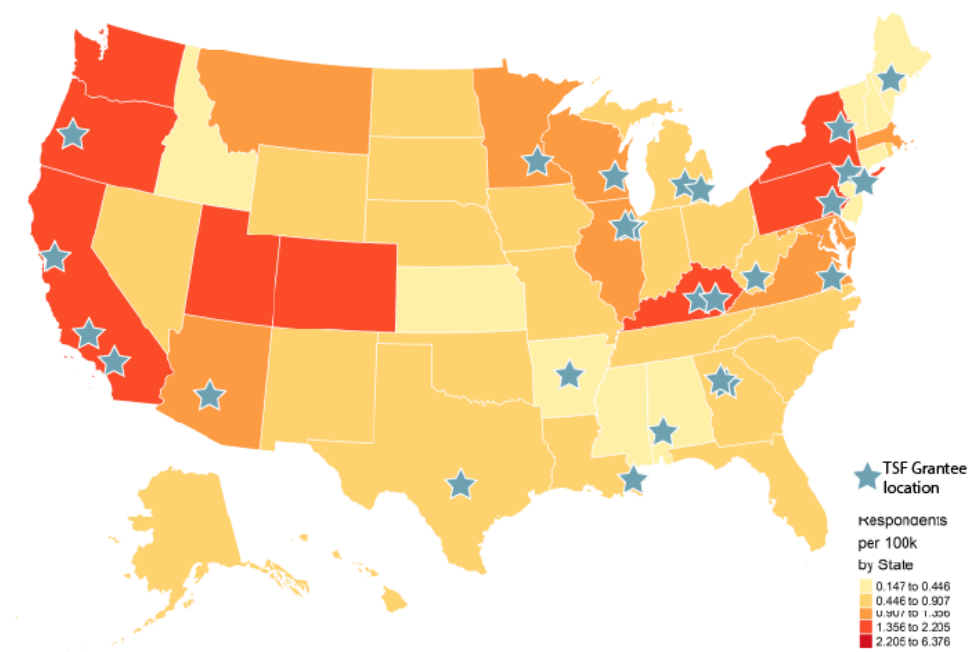 TSF Grantee
location
Respondents
per 100k
by State
0.147 to 0.446
0.446 to 0.907
0.907 to 1.356
1.356 to 2.205
2.205 to 6.376